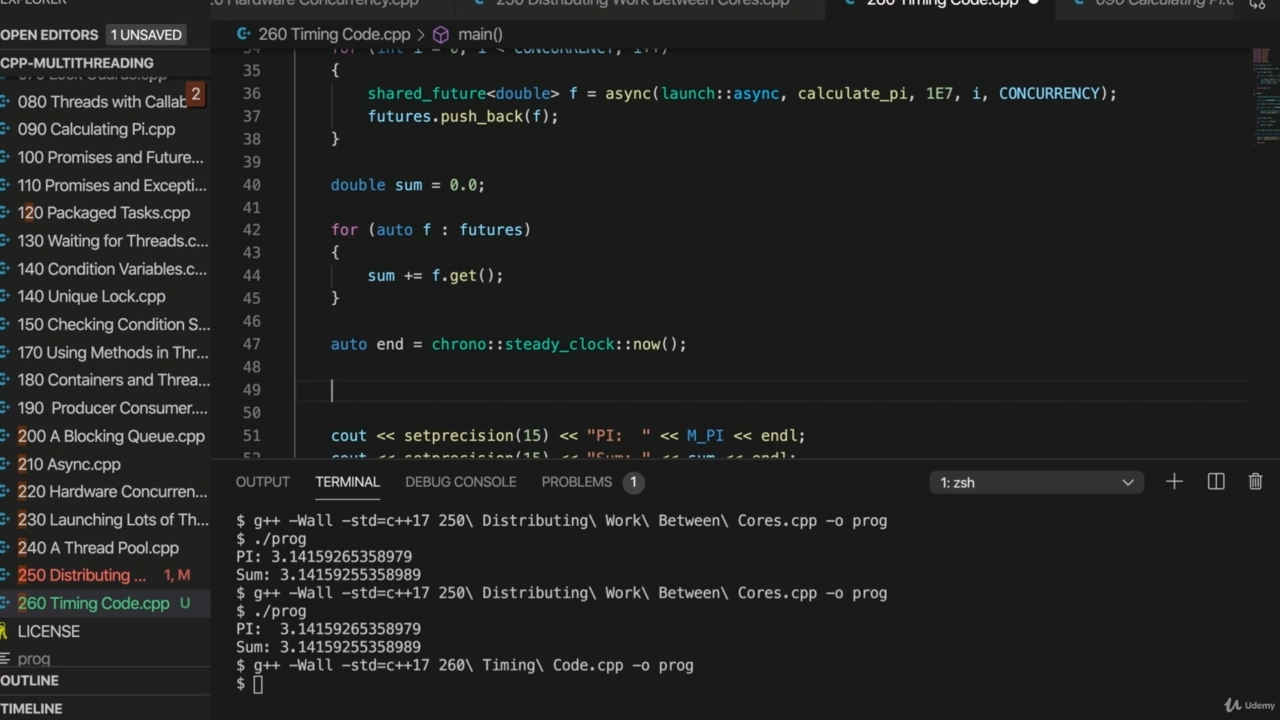 EXPLORER
20 Hardware Concurrency.cpp
250 Distributing Work Between Cores.cpp
260 Timing Code.cpp
090 Calculating Pi.c
OPEN EDITORS 1 UNSAVED
260 Timing Code.cpp > main()
CPP-MULTITHREADING
070 Lock Guards.cpp
080 Threads with Callab 2
090 Calculating Pi.cpp
100 Promises and Future...
110 Promises and Excepti...
120 Packaged Tasks.cpp
130 Waiting for Threads.c...
140 Condition Variables.c...
140 Unique Lock.cpp
150 Checking Condition S...
170 Using Methods in Thr...
180 Containers and Threa...
190 Producer Consumer....
200 A Blocking Queue.cpp
210 Async.cpp
220 Hardware Concurren...
230 Launching Lots of Th...
240 A Thread Pool.cpp
250 Distributing ... 1, M
260 Timing Code.cpp U
LICENSE
prog
OUTLINE
TIMELINE
34 for (int i = 0; i < CONCURRENCY; i++)
35 {
36 shared_future<double> f = async(launch::async, calculate_pi, 1E7, i, CONCURRENCY);
37 futures.push_back(f);
38 }
39
40 double sum = 0.0;
41
42 for (auto f : futures)
43 {
44 sum += f.get();
45 }
46
47 auto end = chrono::steady_clock::now();
48
49
50
51 cout << setprecision(15) << "PI:  " << M_PI << endl;
52 cout << setprecision(15) << "Sum: " << sum << endl;
OUTPUT TERMINAL DEBUG CONSOLE PROBLEMS 1 1: zsh
$ g++ -Wall -std=c++17 250\ Distributing\ Work\ Between\ Cores.cpp -o prog
$ ./prog
PI: 3.14159265358979
Sum: 3.14159255358989
$ g++ -Wall -std=c++17 250\ Distributing\ Work\ Between\ Cores.cpp -o prog
$ ./prog
PI:  3.14159265358979
Sum: 3.14159255358989
$ g++ -Wall -std=c++17 260\ Timing\ Code.cpp -o prog
$
Udemy